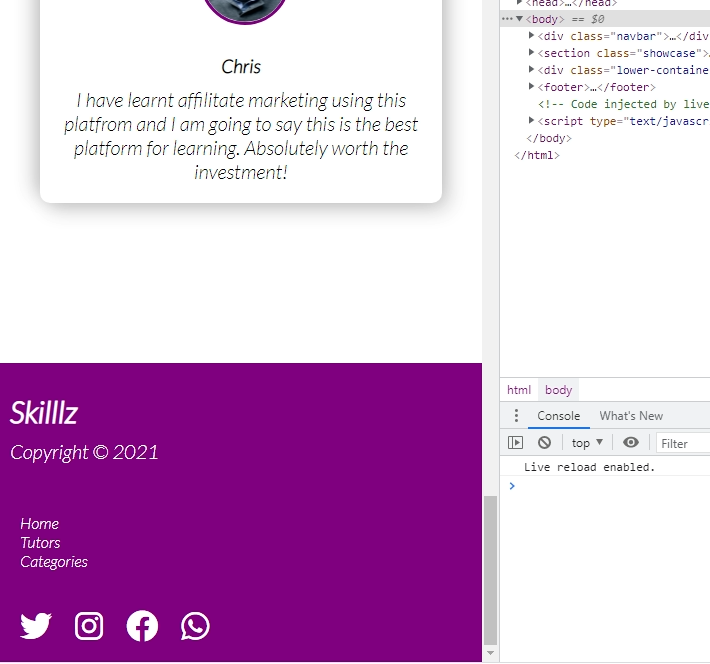 Chris
I have learnt affilitate marketing using this
platfrom and I am going to say this is the best
platform for learning. Absolutely worth the
investment!
Skilllz
Copyright © 2021
Home
Tutors
Categories
<head>…</head>
<body> == $0
<div class="navbar">…</div
<section class="showcase">
<div class="lower-containe
<footer>…</footer>
<!-- Code injected by live
<script type="text/javascr
</body>
</html>
html body
Console What's New
top Filter
Live reload enabled.